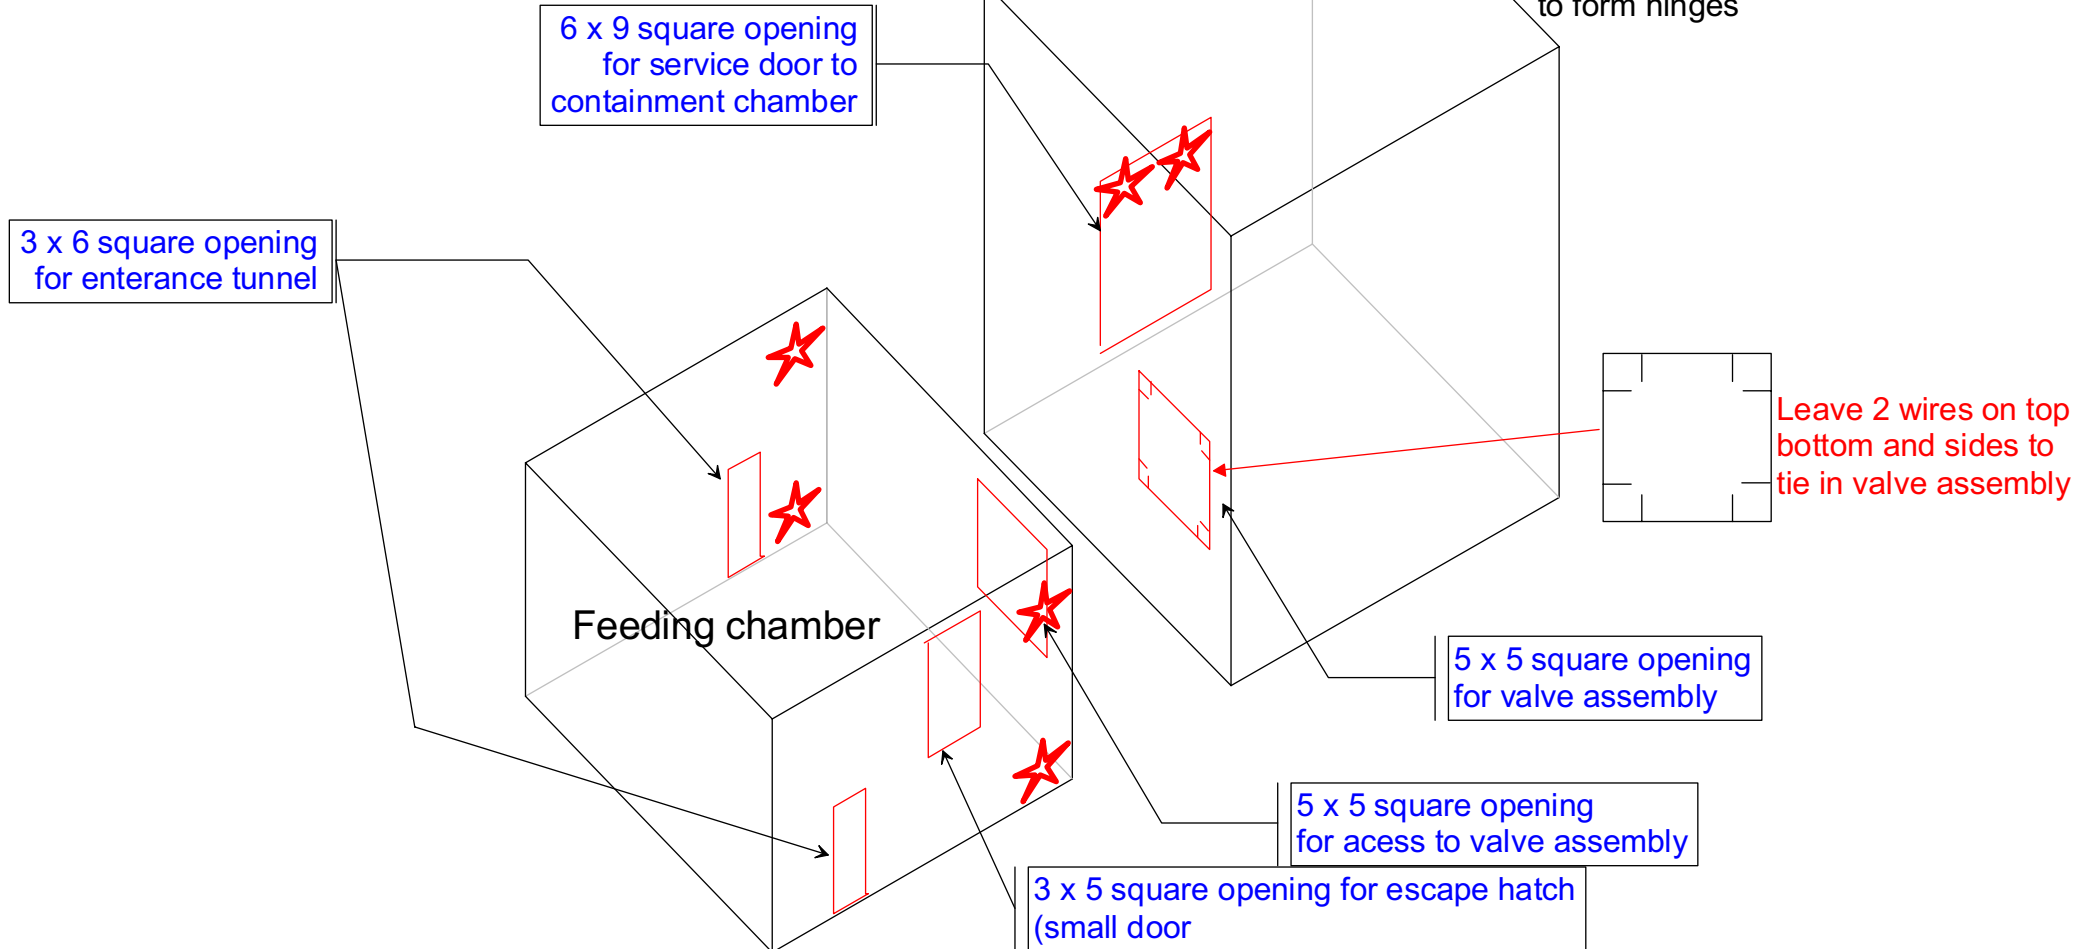 to form hinges
6 x 9 square opening
for service door to
containment chamber
3 x 6 square opening
for enterance tunnel
Leave 2 wires on top
bottom and sides to
tie in valve assembly
Feeding chamber
5 x 5 square opening
for valve assembly
5 x 5 square opening
for acess to valve assembly
3 x 5 square opening for escape hatch
(small door